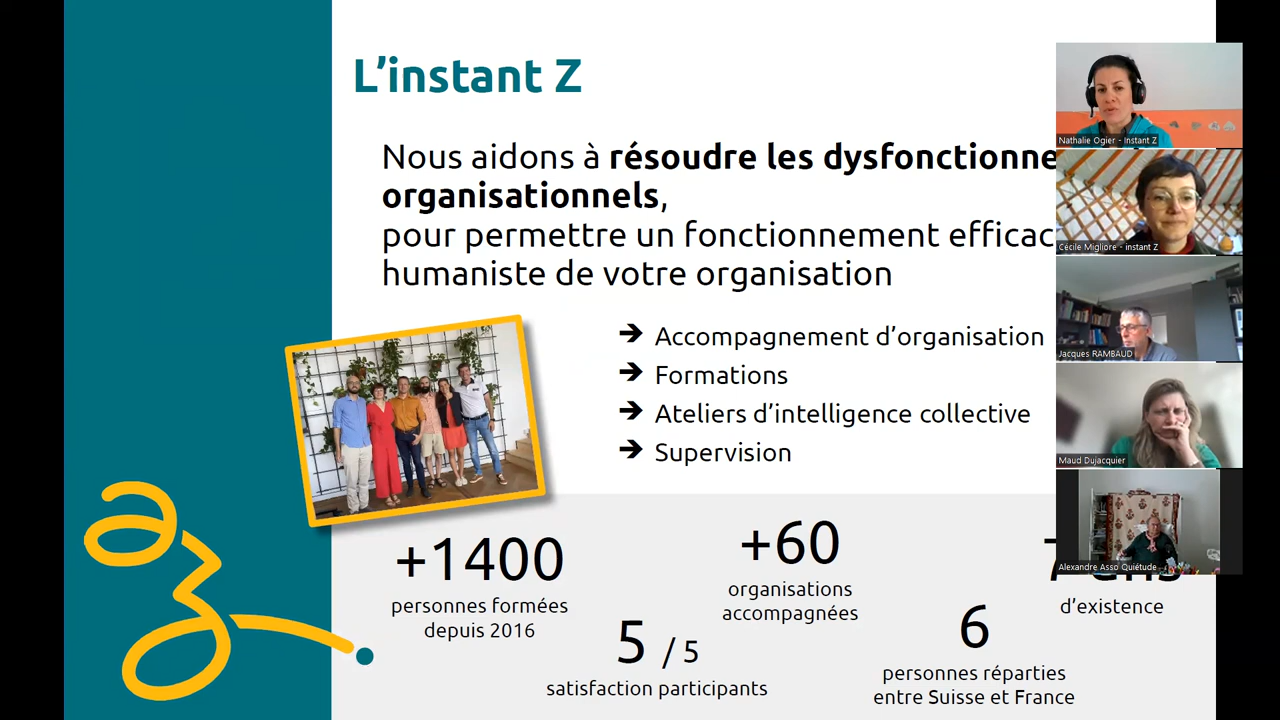 L'instant Z
Nous aidons à résoudre les dysfonctionne
organisationnels,
pour permettre un fonctionnement efficac
humaniste de votre organisation
➔ Accompagnement d'organisation
➔ Formations
➔ Ateliers d'intelligence collective
➔ Supervision
+1400
personnes formées
depuis 2016
5 / 5
satisfaction participants
+60
organisations
accompagnées
6
personnes réparties
entre Suisse et France
d'existence
Nathalie Ogier - Instant Z
Cécile Migliore - instant Z
Jacques RAMBAUD
Maud Dujacquier
Alexandre Asso Quiétude